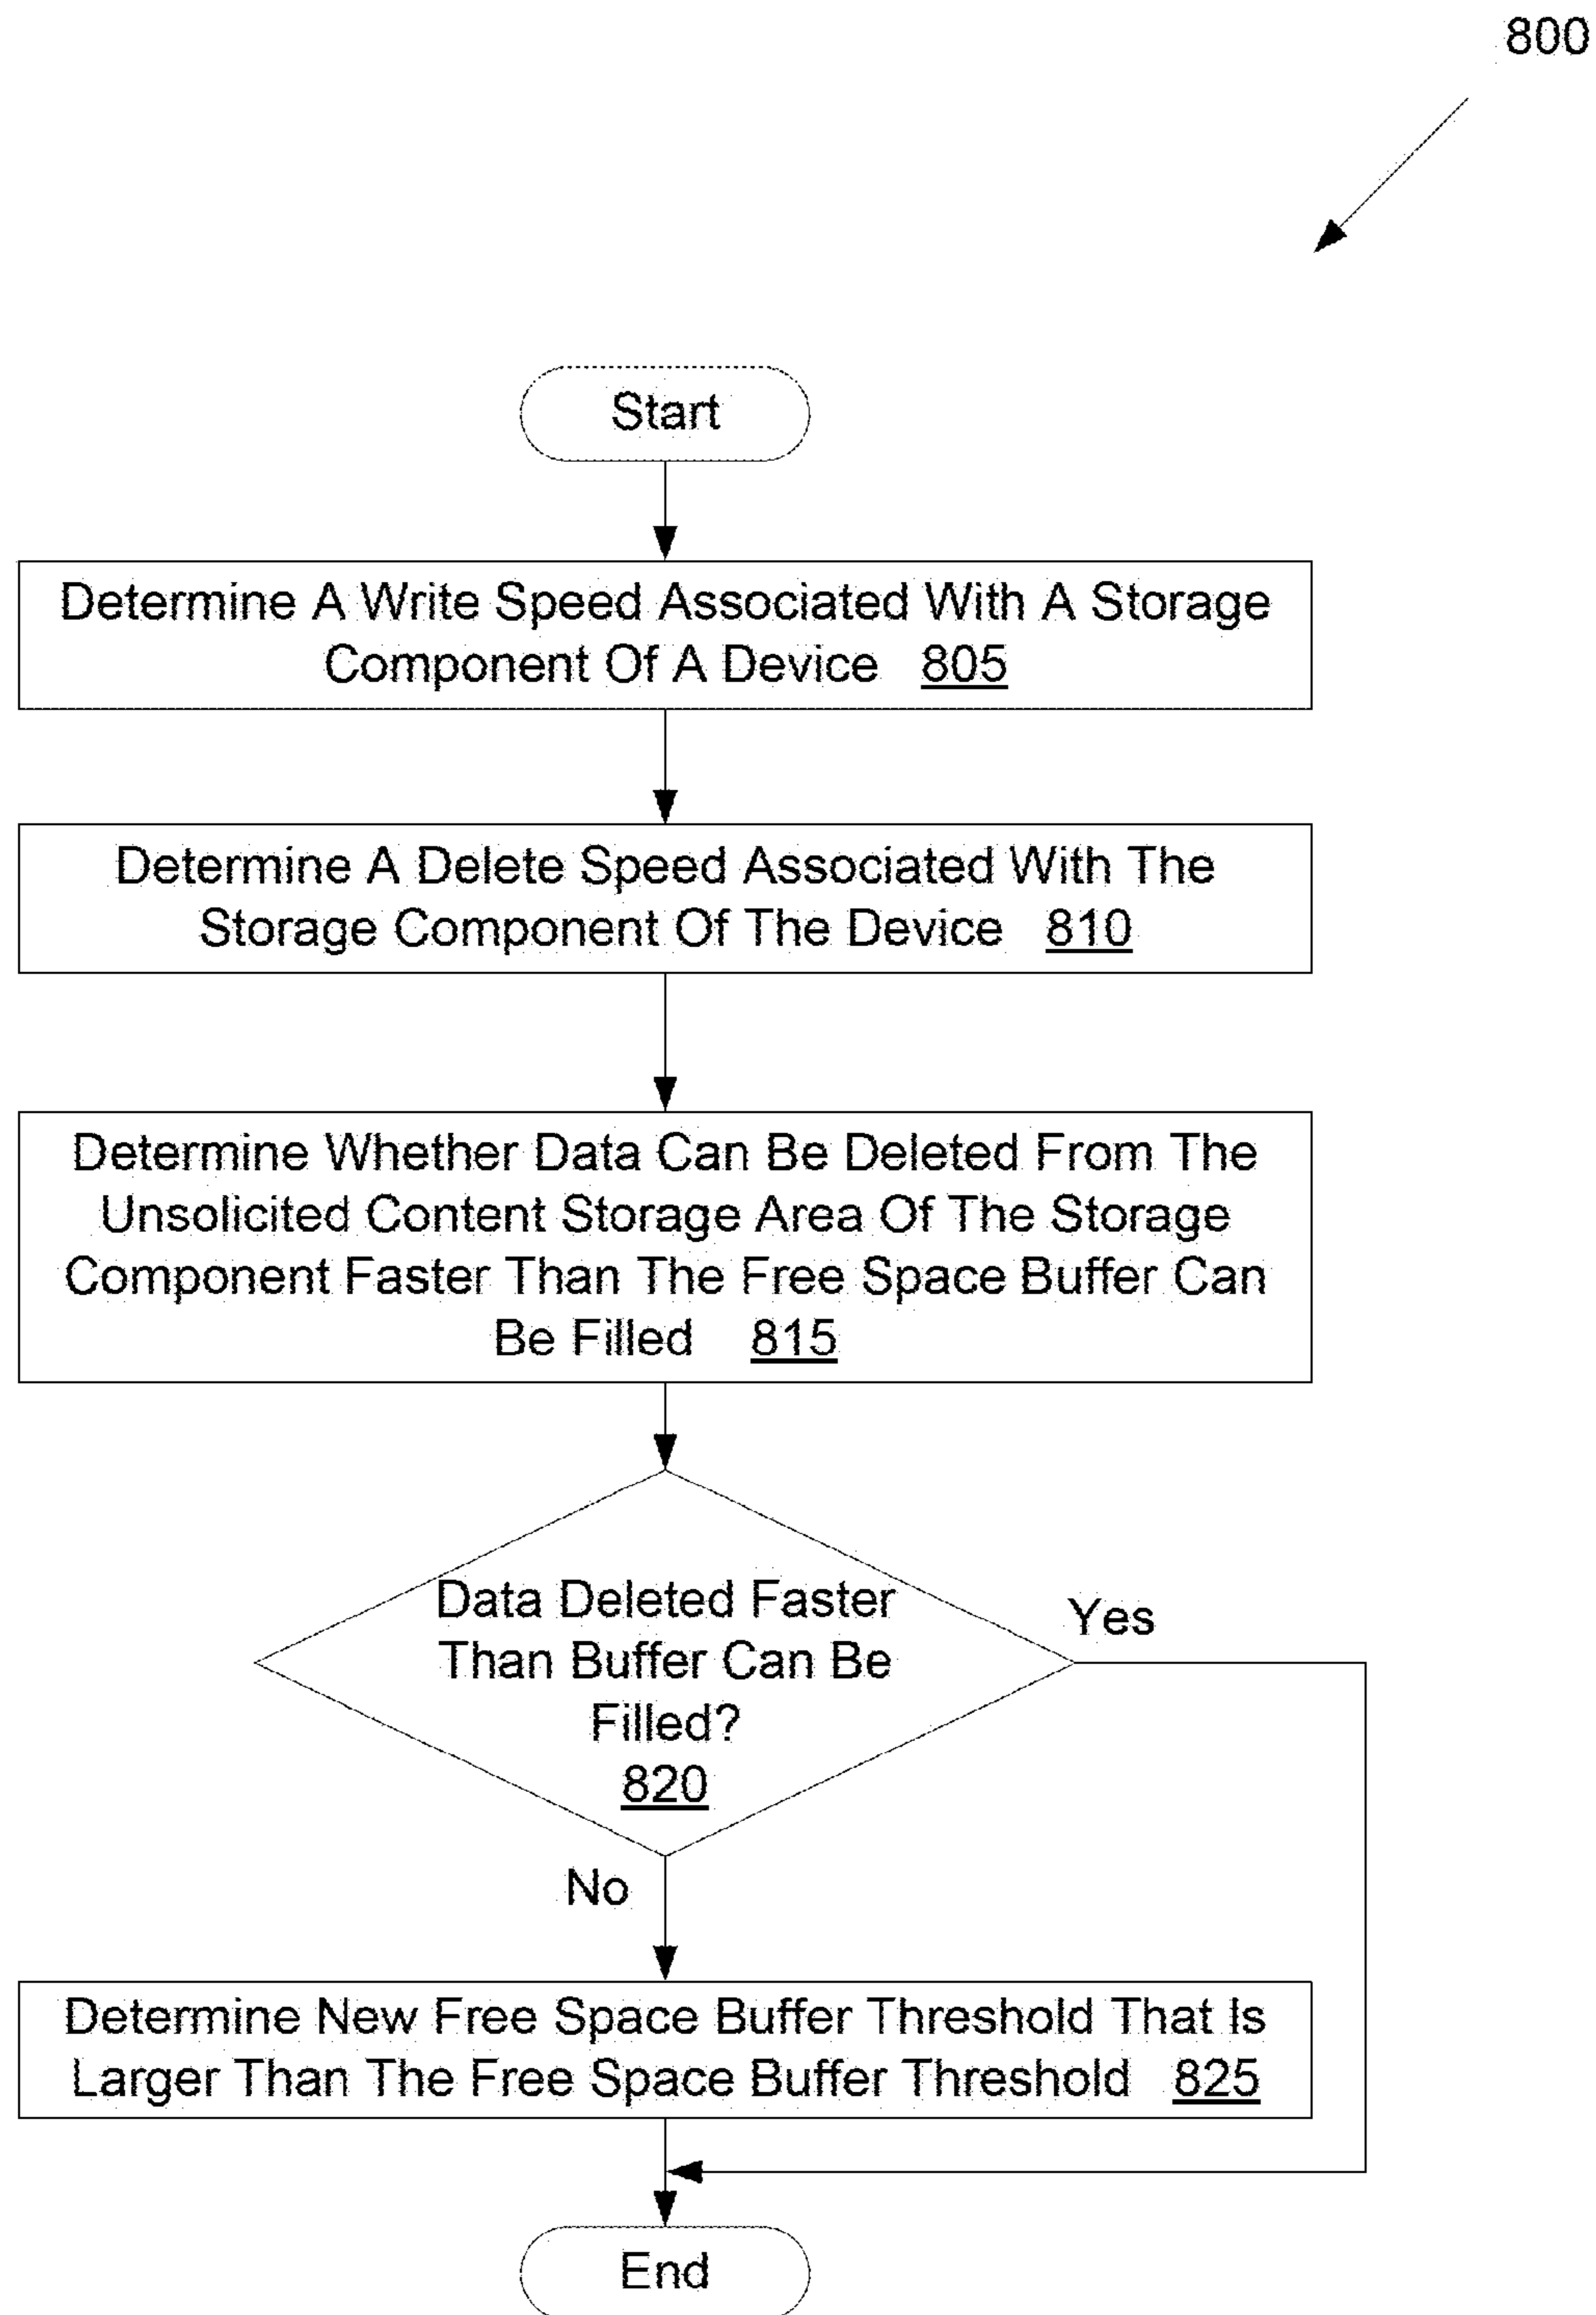 800
Start
Determine A Write Speed Associated With A Storage
Component Of A Device 805
Determine A Delete Speed Associated With The
Storage Component Of The Device 810
Determine Whether Data Can Be Deleted From The
Unsolicited Content Storage Area Of The Storage
Component Faster Than The Free Space Buffer Can
Be Filled 815
Data Deleted Faster
Than Buffer Can Be
Filled?
820
Yes
No
Determine New Free Space Buffer Threshold That Is
Larger Than The Free Space Buffer Threshold 825
End